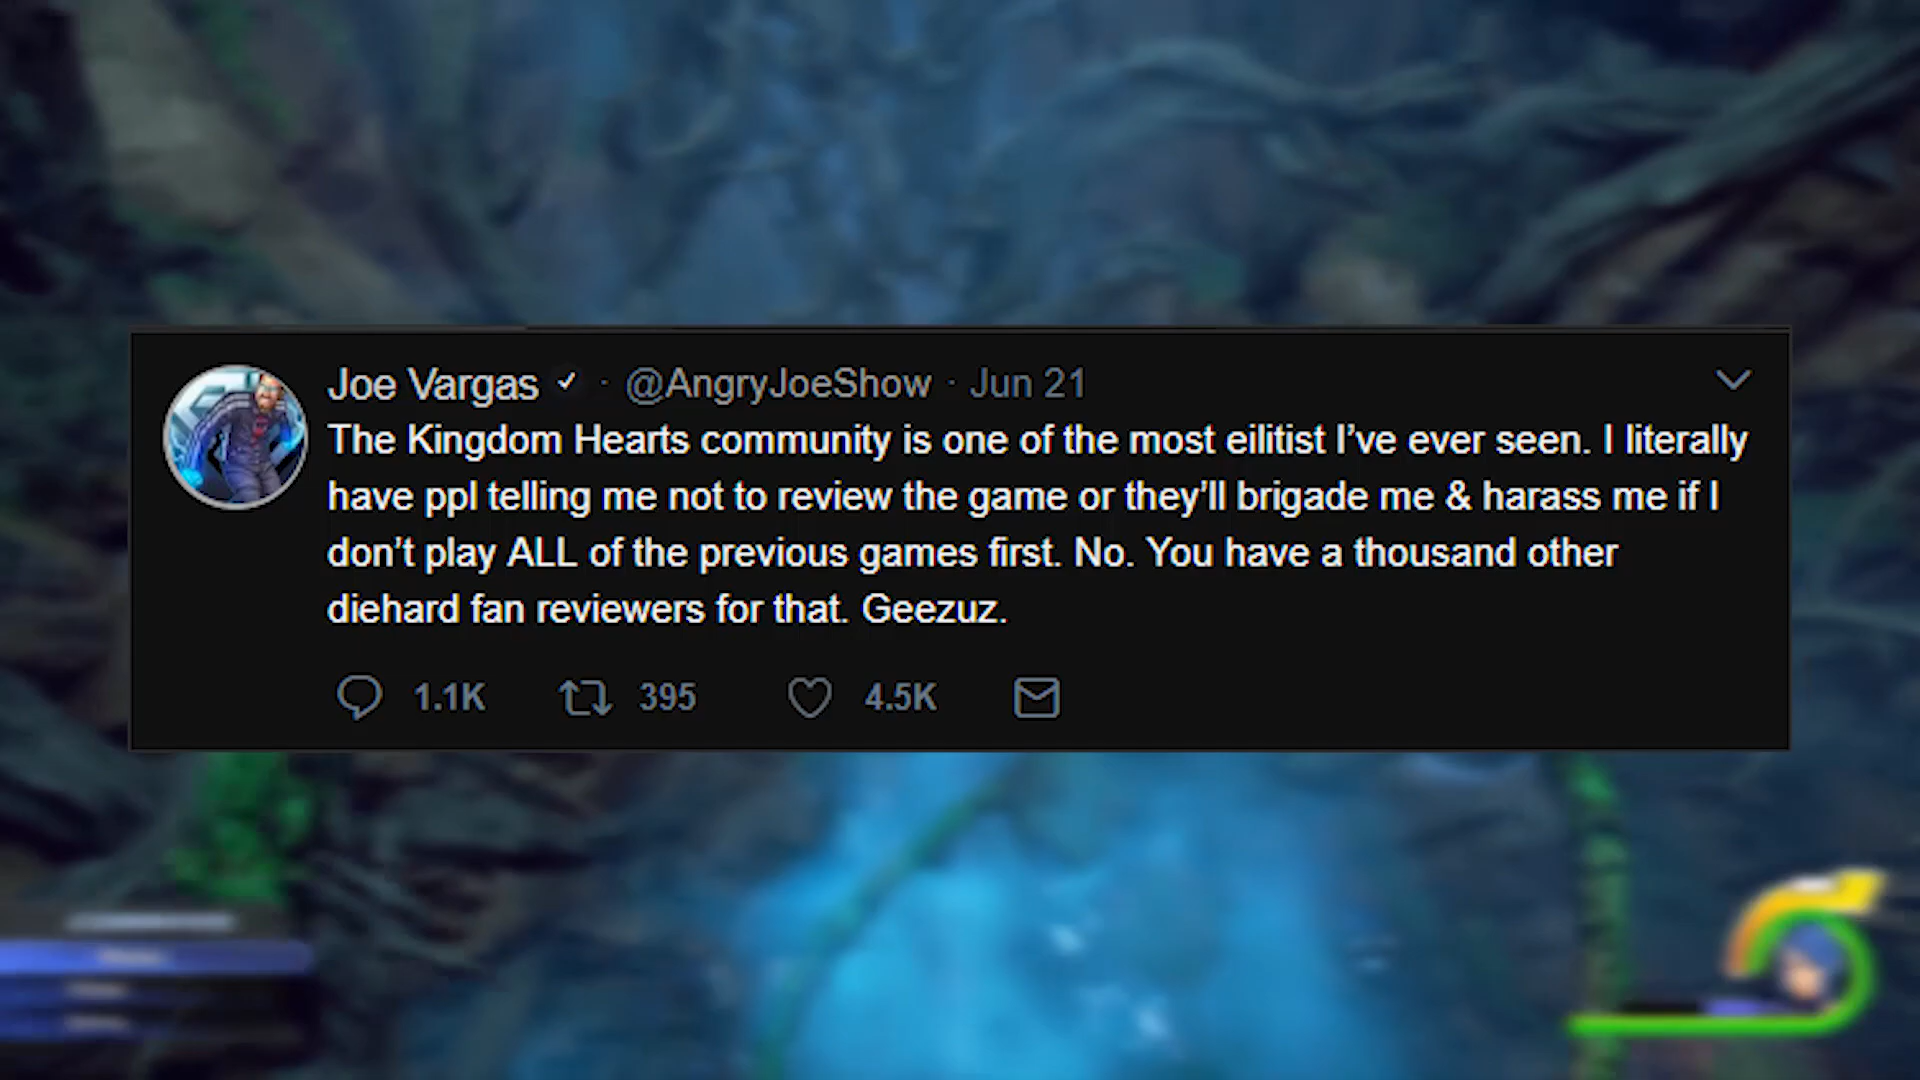 Joe Vargas · @AngryJoeShow · Jun 21
The Kingdom Hearts community is one of the most eilitist I’ve ever seen. I literally
have ppl telling me not to review the game or they’ll brigade me & harass me if I
don’t play ALL of the previous games first. No. You have a thousand other
diehard fan reviewers for that. Geezuz.
1.1K 395 4.5K